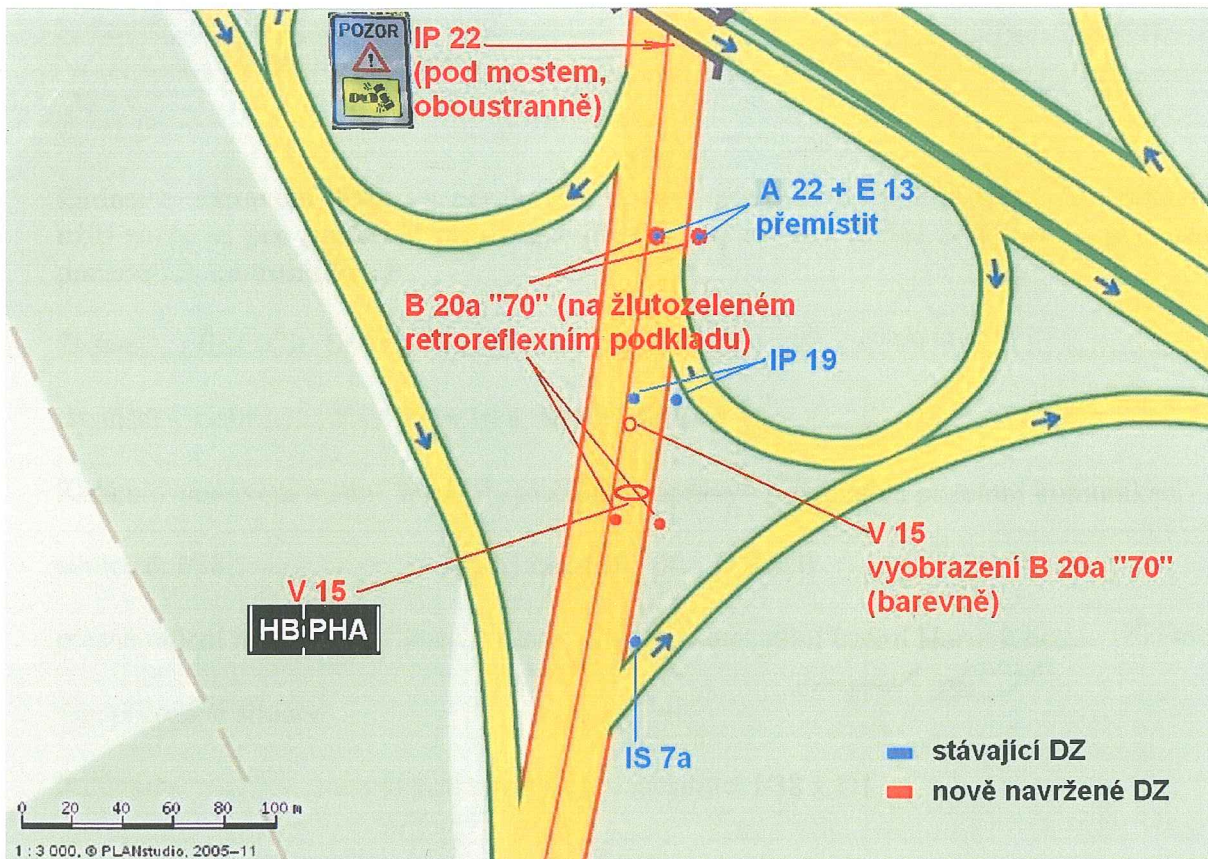 POZOR
IP 22
(pod mostem,
oboustranně)
A 22 + E 13
přemístit
B 20a "70" (na žlutozeleném
retroreflexním podkladu)
IP 19
V 15
vyobrazení B 20a "70"
(barevně)
V 15
HB PHA
IS 7a
stávající DZ
nově navržené DZ
0 20 40 60 80 100 m
1 : 3 000, © PLANstudio, 2005–11